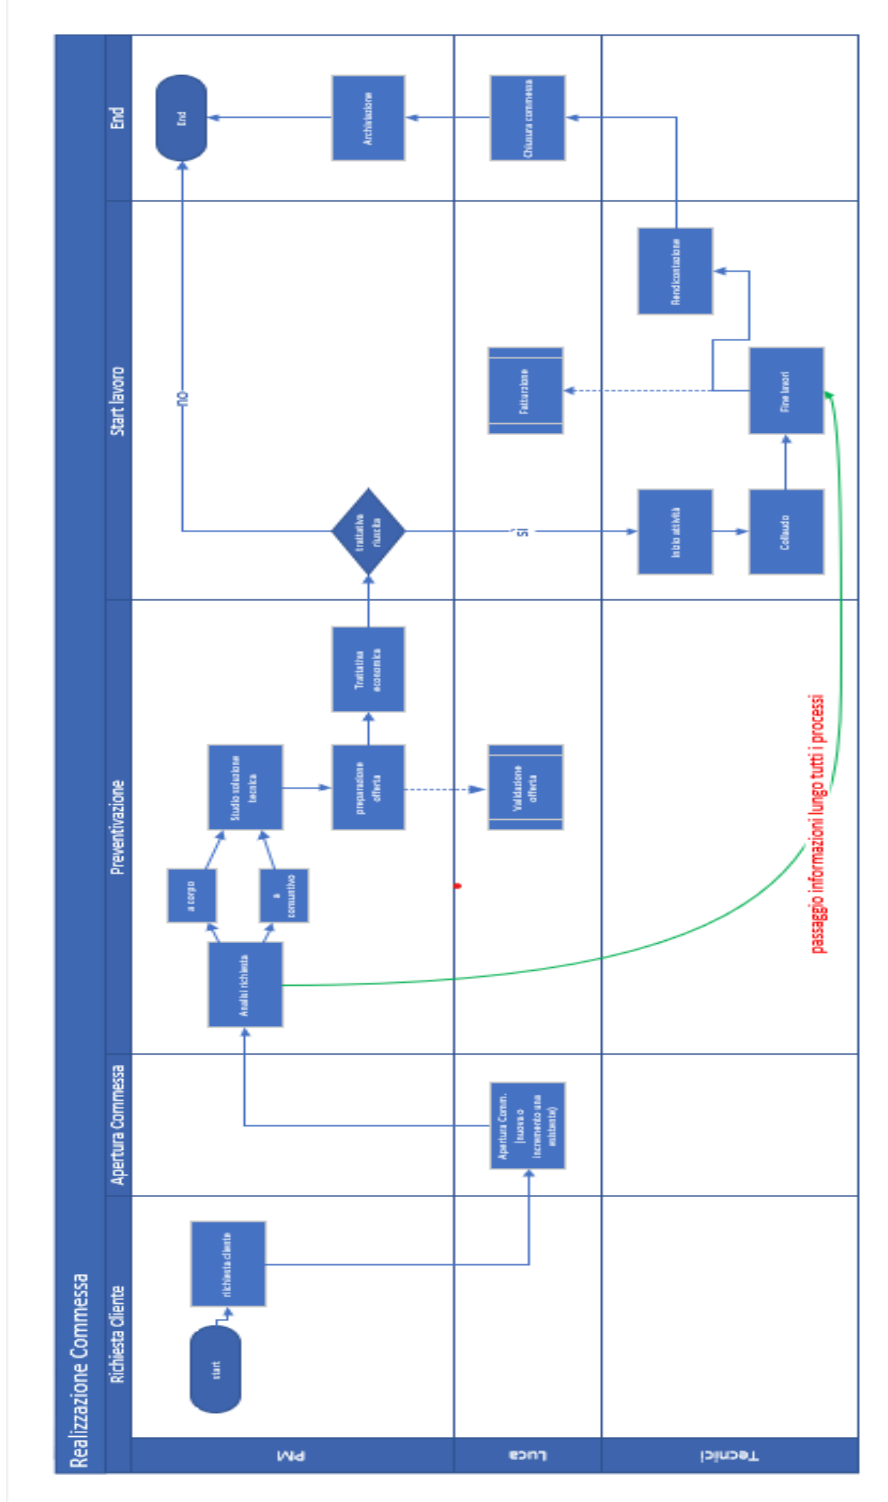 Realizzazione Commessa
Richiesta Cliente
Apertura Commessa
Preventivazione
Start lavoro
End
PM
Luca
Tecnici
start
richiesta cliente
Apertura Comm.
(nuova o
incremento una
esistente)
Analisi richiesta
a corpo
a
consuntivo
Studio soluzione
tecnica
preparazione
offerta
Validazione
offerta
Trattativa
economica
trattativa
riuscita
no
si
Inizio attività
Collaudo
Fine lavori
Fatturazione
Rendicontazione
Chiusura commessa
Archiviazione
End
passaggio informazioni lungo tutti i processi